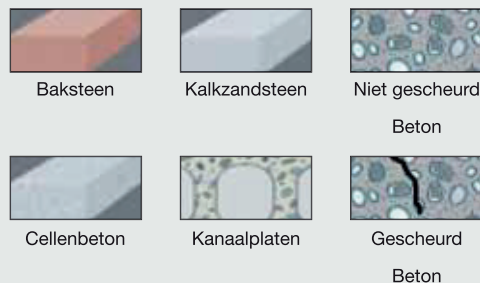 Baksteen
Kalkzandsteen
Niet gescheurd
Beton
Cellenbeton
Kanaalplaten
Gescheurd
Beton